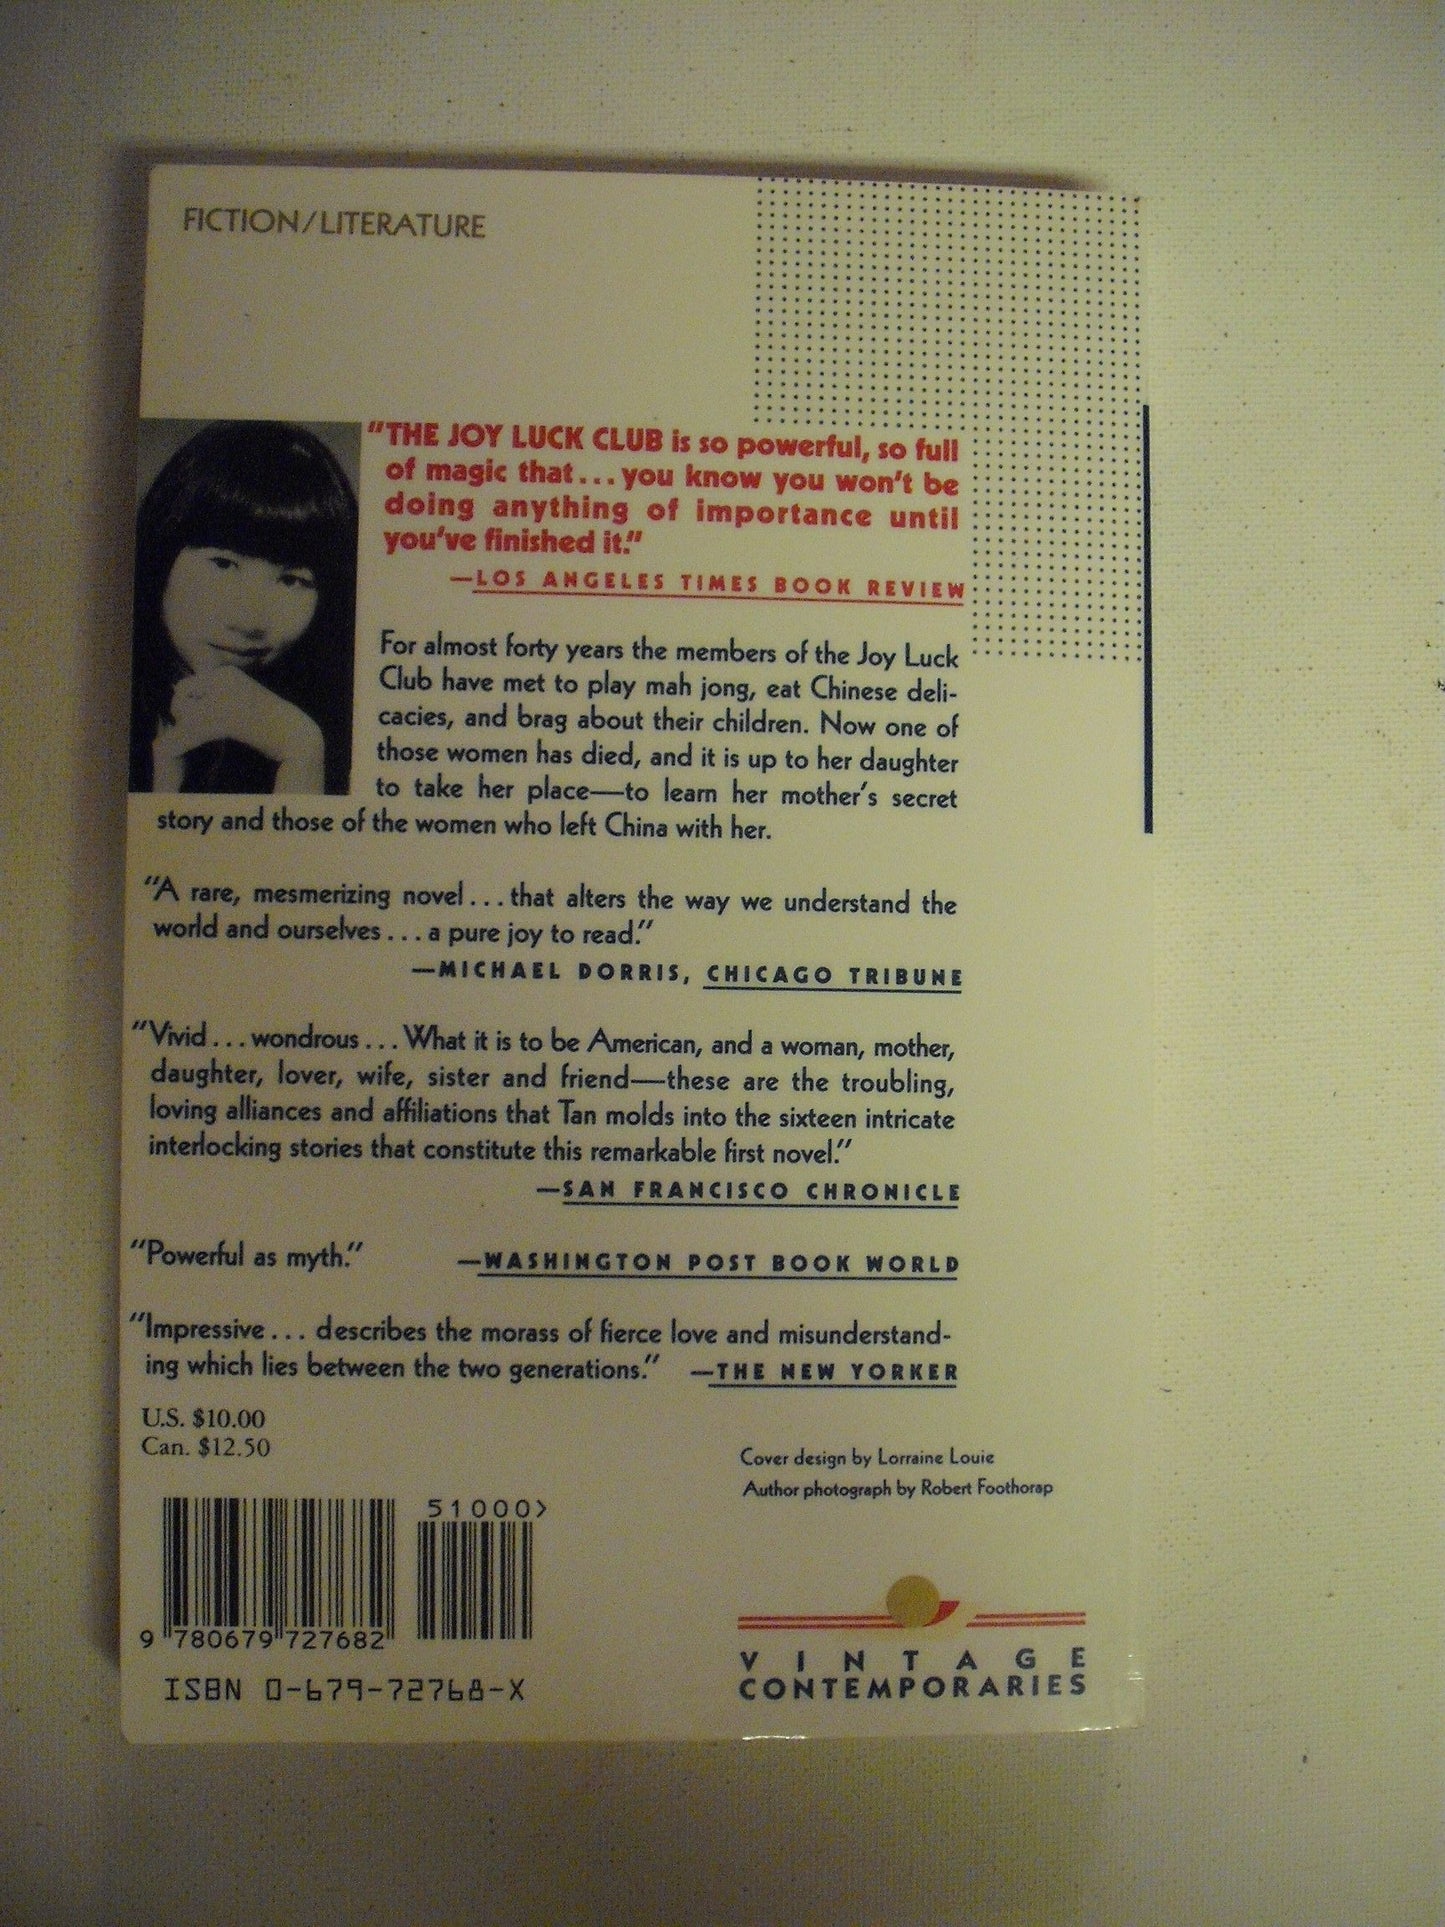 FICTION/LITERATURE
"THE JOY LUCK CLUB is so powerful, so full
of magic that...you know you won't be
doing anything of importance until
you've finished it."
—LOS ANGELES TIMES BOOK REVIEW
For almost forty years the members of the Joy Luck
Club have met to play mah jong, eat Chinese deli-
cacies, and brag about their children. Now one of
those women has died, and it is up to her daughter
to take her place—to learn her mother's secret
story and those of the women who left China with her.
"A rare, mesmerizing novel...that alters the way we understand the
world and ourselves...a pure joy to read."
—MICHAEL DORRIS, CHICAGO TRIBUNE
"Vivid...wondrous...What it is to be American, and a woman, mother,
daughter, lover, wife, sister and friend—these are the troubling,
loving alliances and affiliations that Tan molds into the sixteen intricate
interlocking stories that constitute this remarkable first novel."
—SAN FRANCISCO CHRONICLE
"Powerful as myth." —WASHINGTON POST BOOK WORLD
"Impressive... describes the morass of fierce love and misunderstand-
ing which lies between the two generations." —THE NEW YORKER
U.S. $10.00
Can. $12.50
Cover design by Lorraine Louie
Author photograph by Robert Foothorap
51000>
9 780679 727682
ISBN 0-679-72768-X
VINTAGE
CONTEMPORARIES